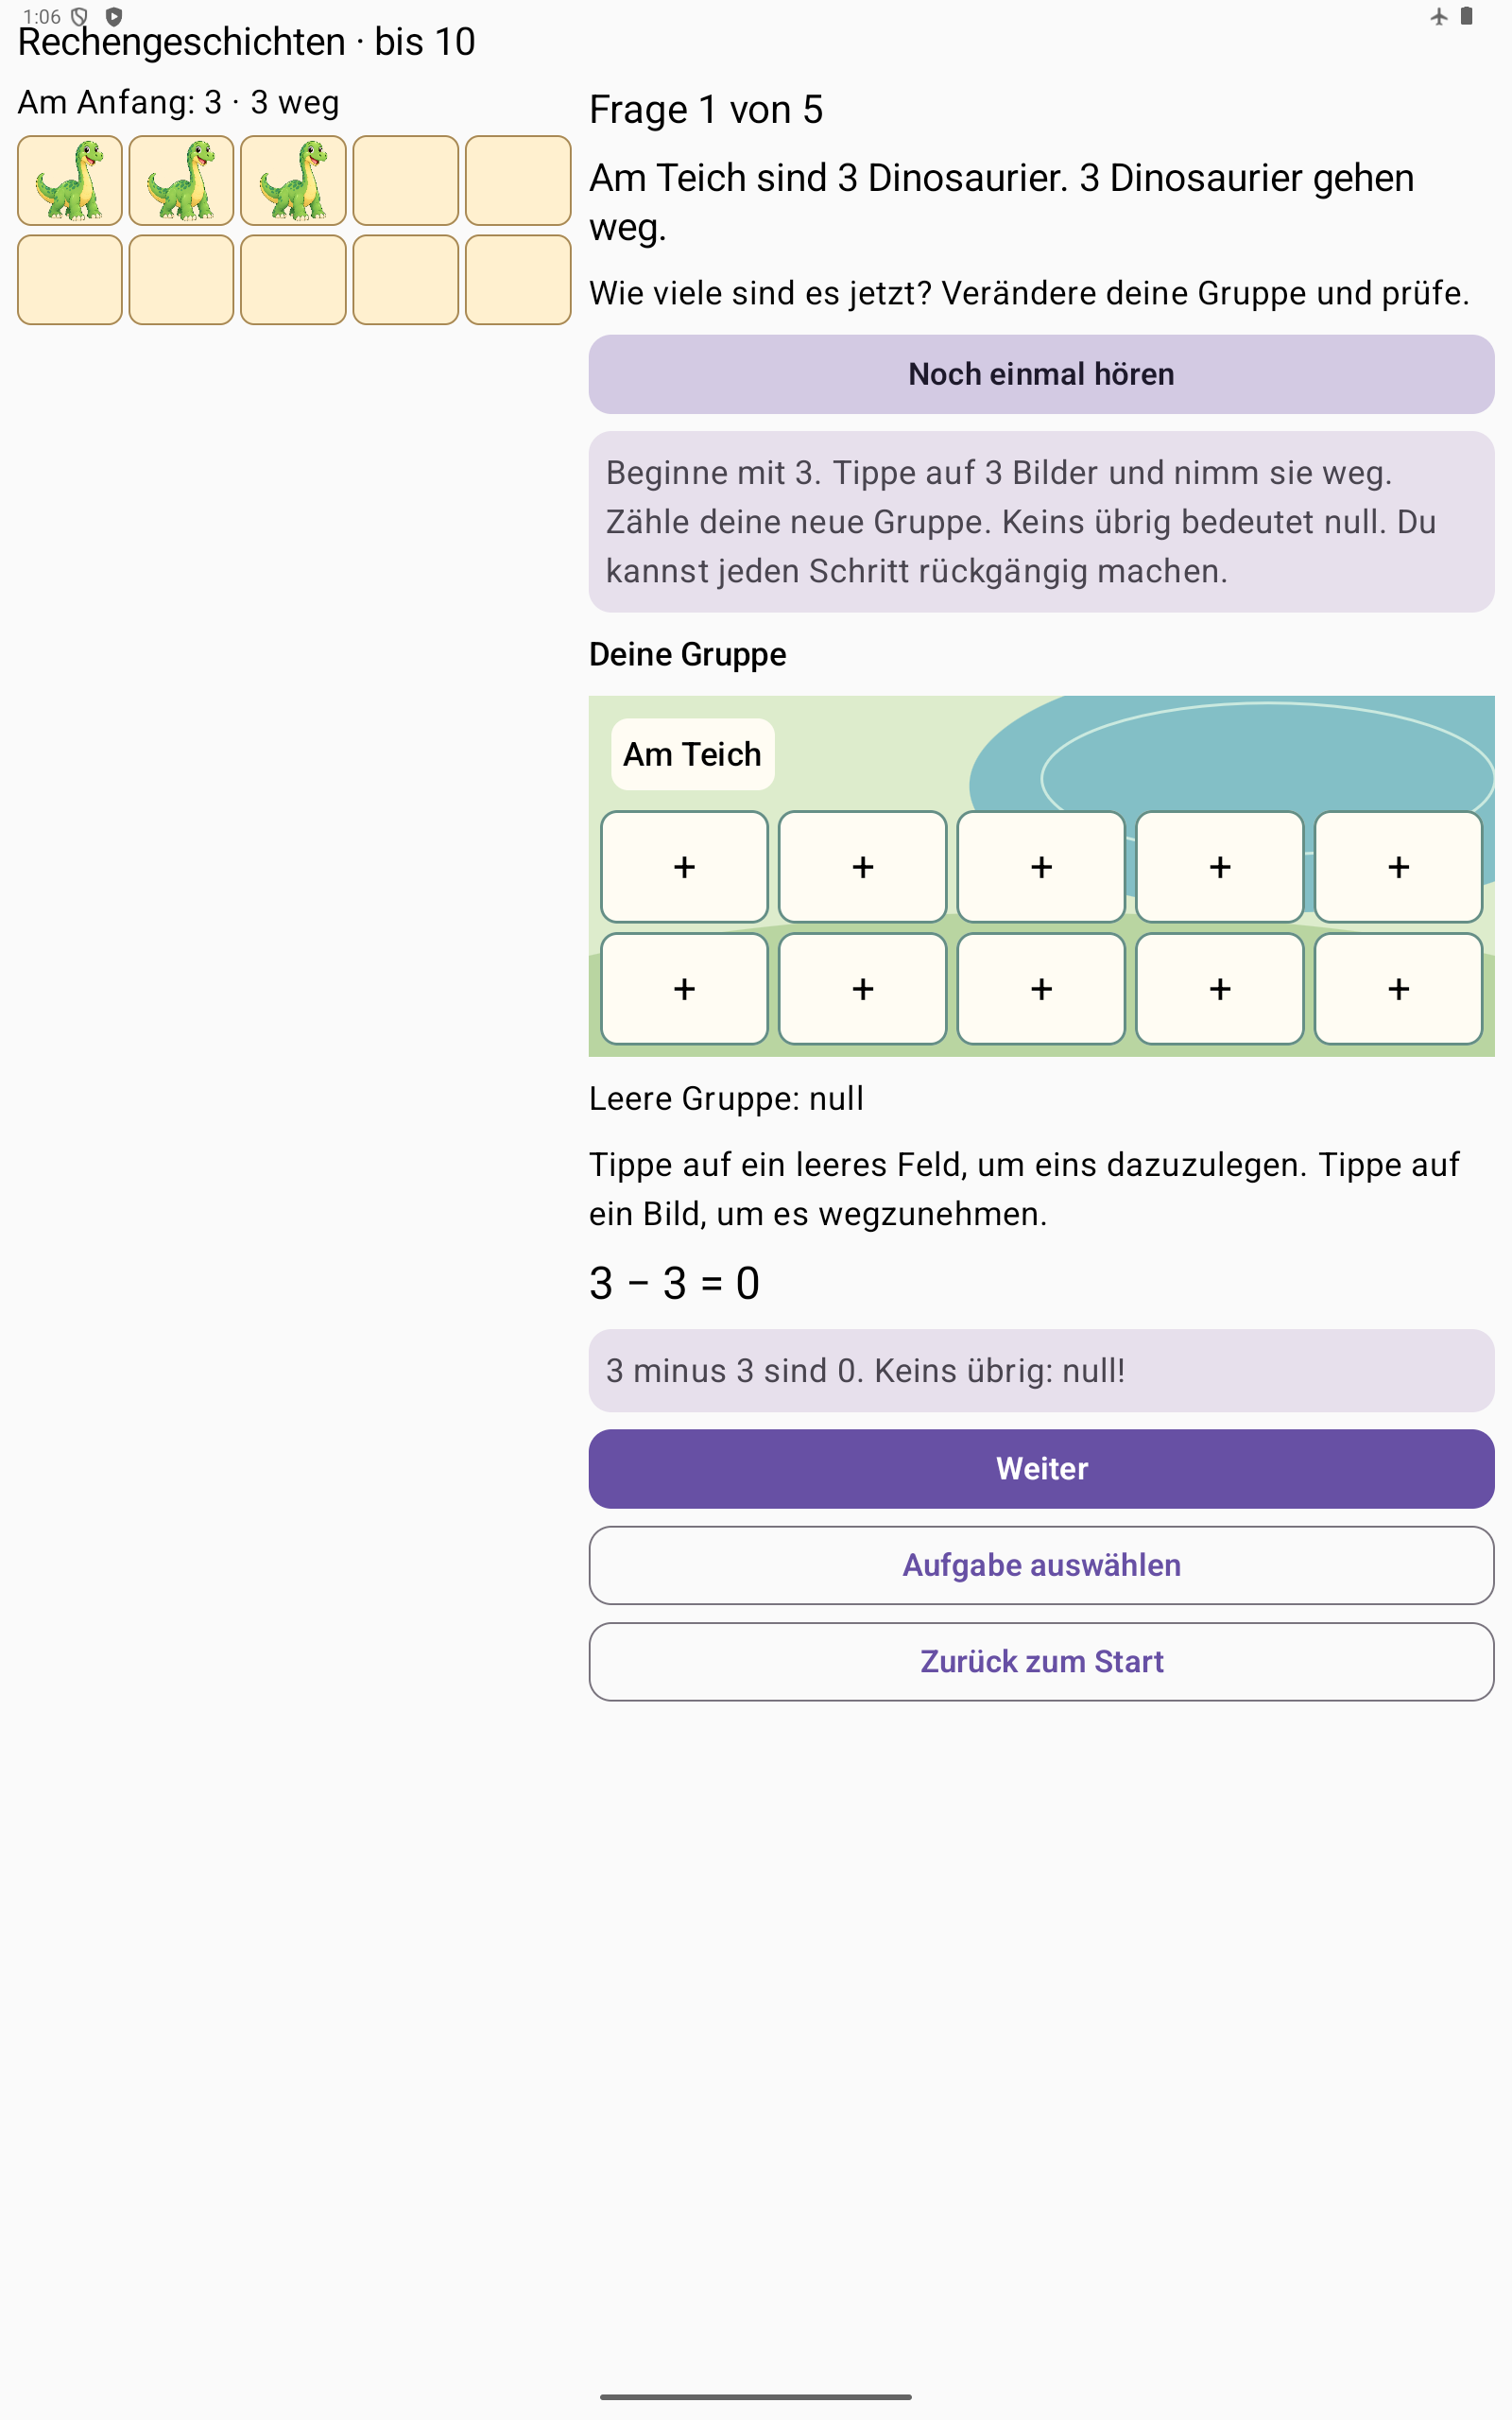 1:06
Rechengeschichten · bis 10
Am Anfang: 3 · 3 weg
Frage 1 von 5
Am Teich sind 3 Dinosaurier. 3 Dinosaurier gehen
weg.
Wie viele sind es jetzt? Verändere deine Gruppe und prüfe.
Noch einmal hören
Beginne mit 3. Tippe auf 3 Bilder und nimm sie weg.
Zähle deine neue Gruppe. Keins übrig bedeutet null. Du
kannst jeden Schritt rückgängig machen.
Deine Gruppe
Am Teich
+ + + + +
+ + + + +
Leere Gruppe: null
Tippe auf ein leeres Feld, um eins dazuzulegen. Tippe auf
ein Bild, um es wegzunehmen.
3 − 3 = 0
3 minus 3 sind 0. Keins übrig: null!
Weiter
Aufgabe auswählen
Zurück zum Start